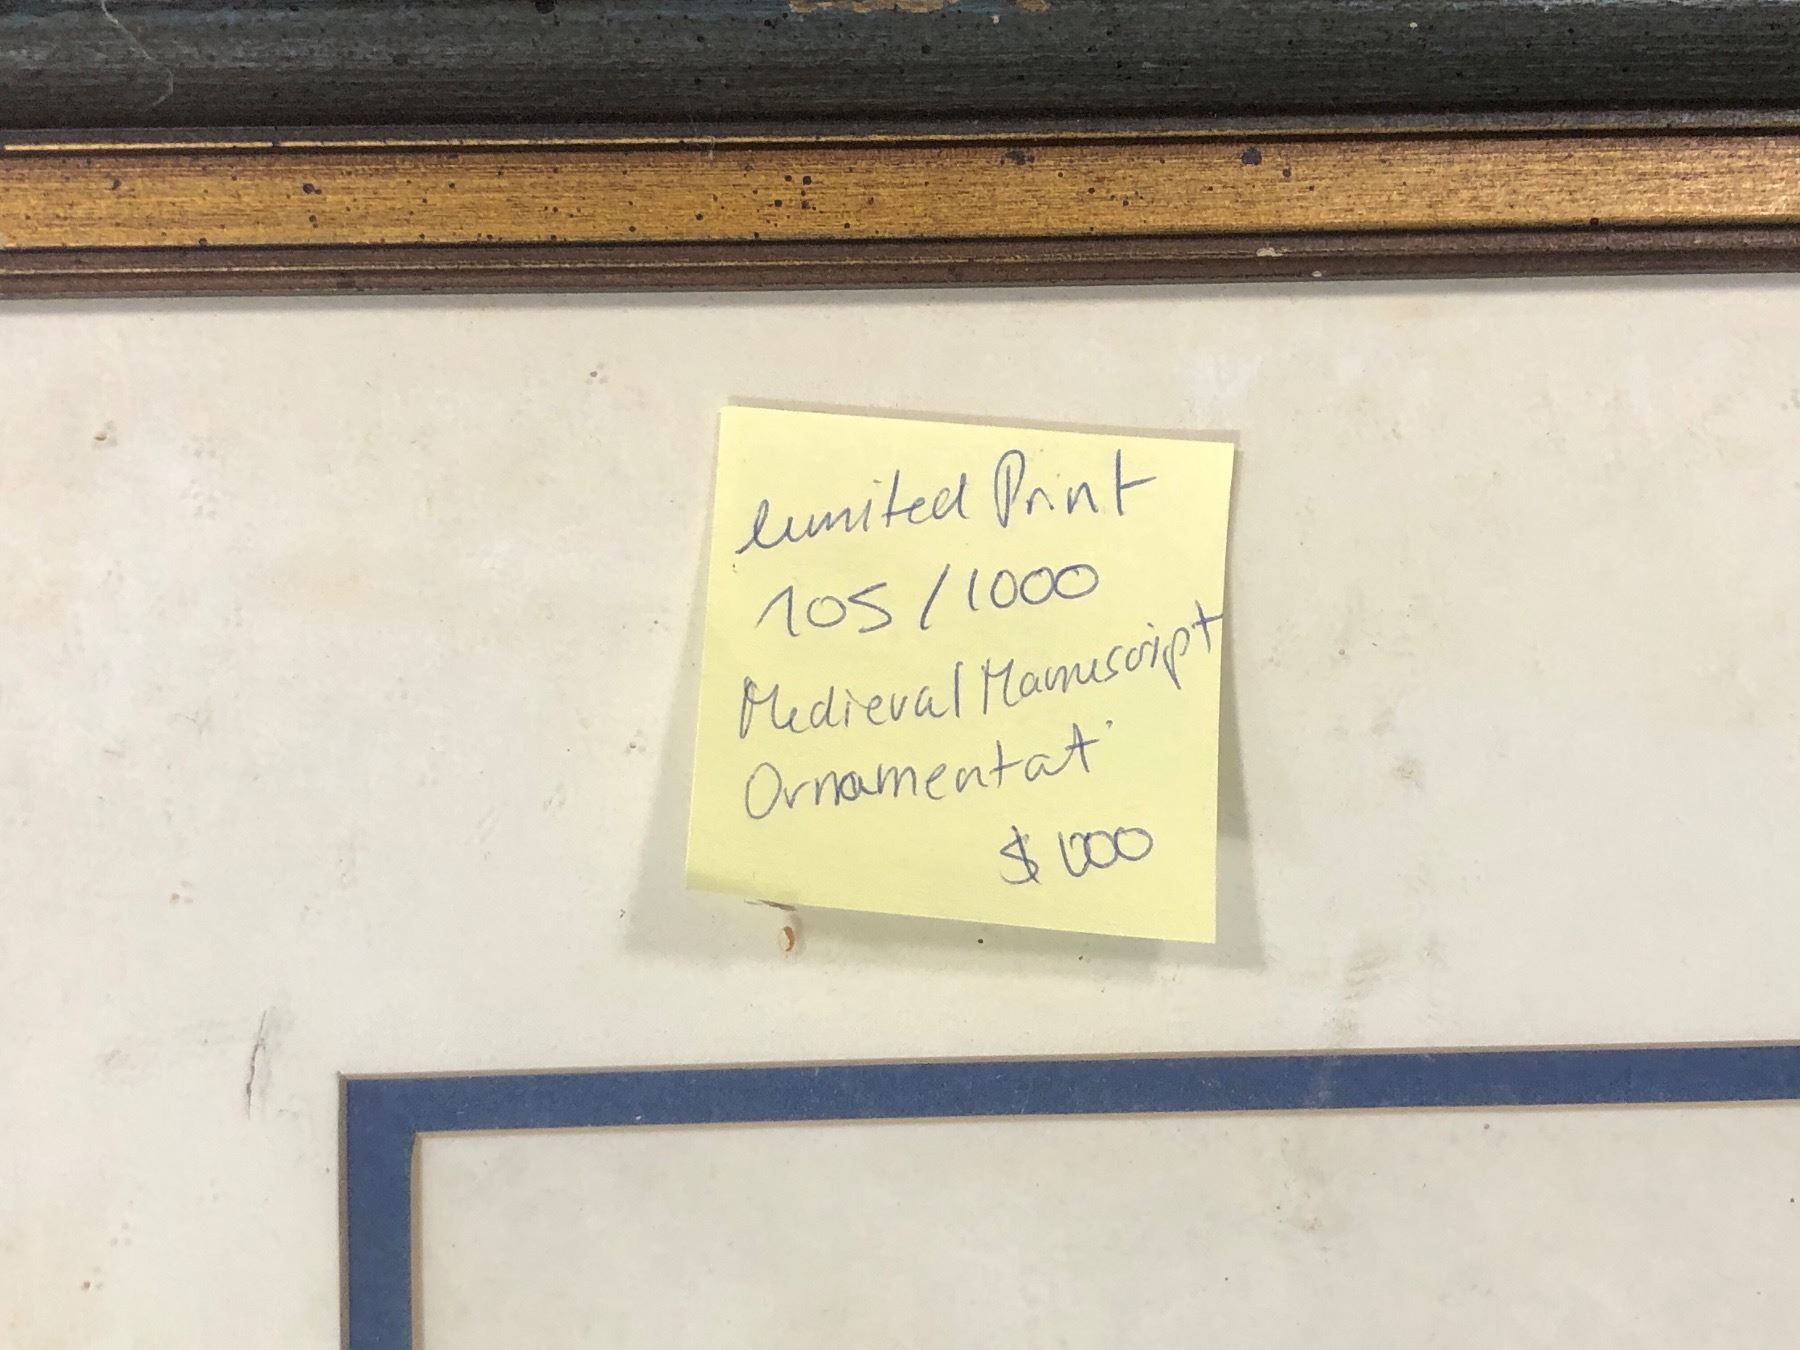 limited Print
105/1000
Medieval Manuscript
Ornamentat'
$ 1000